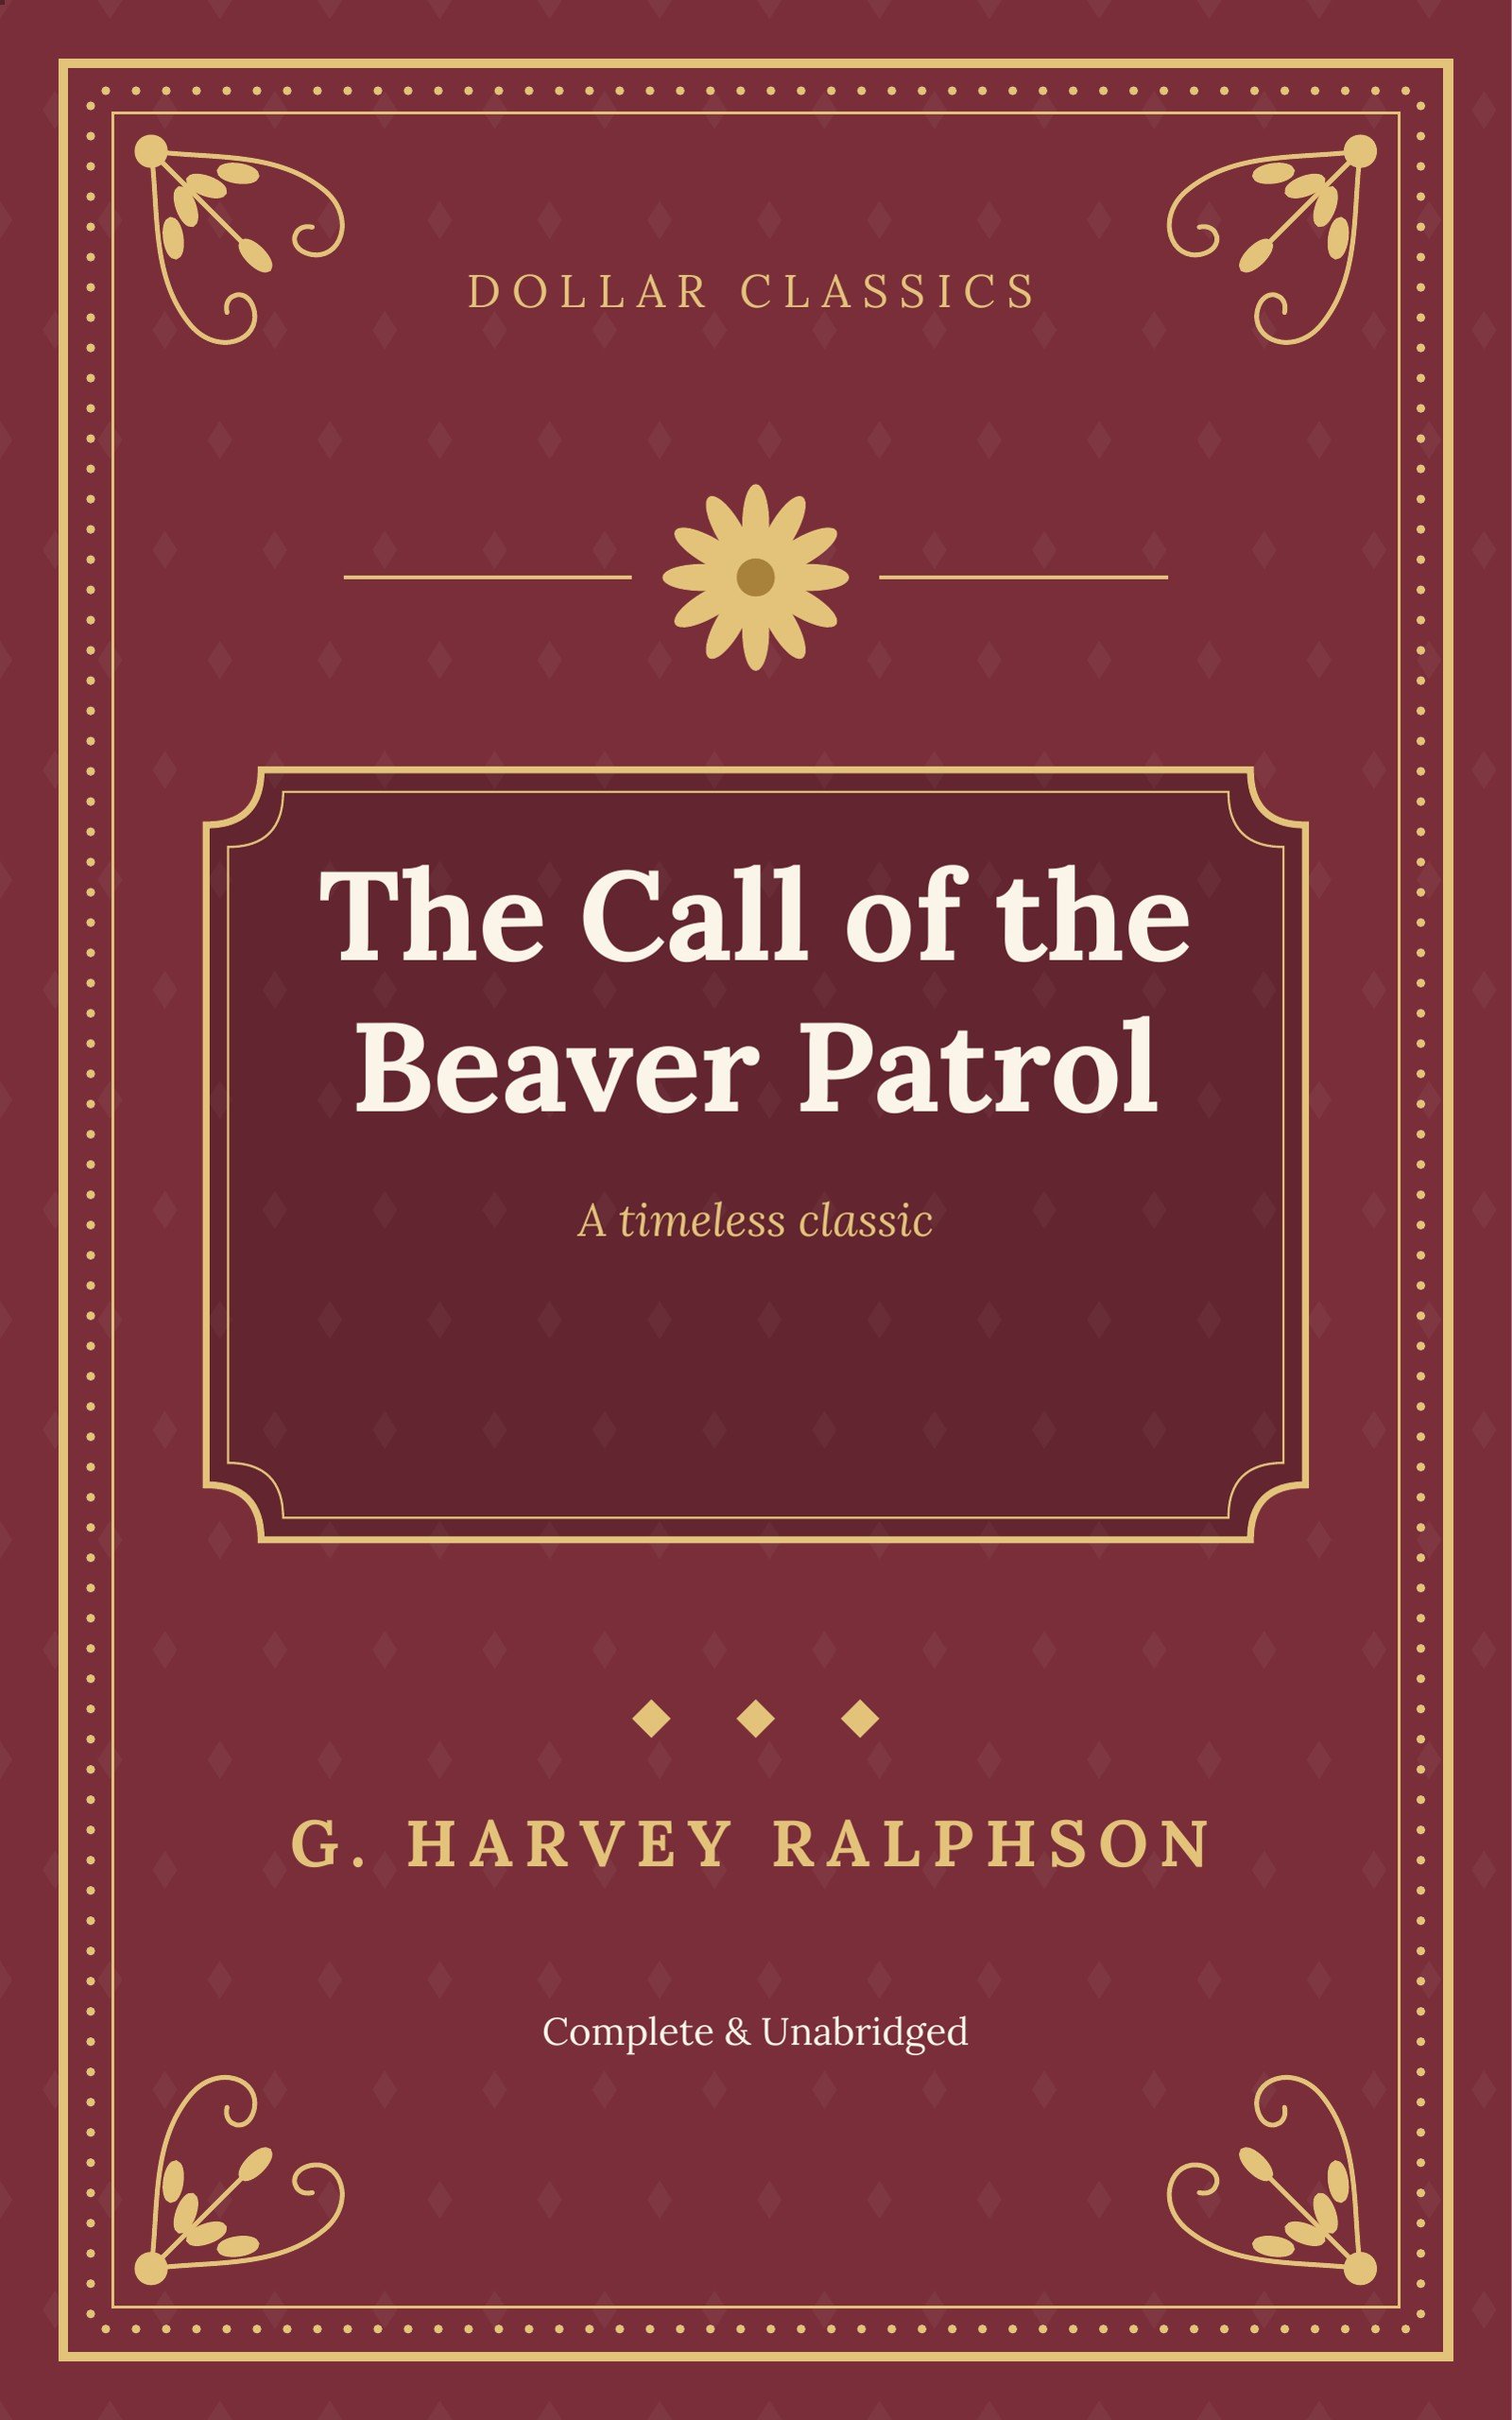 DOLLAR CLASSICS
The Call of the
Beaver Patrol
A timeless classic
G. HARVEY RALPHSON
Complete & Unabridged